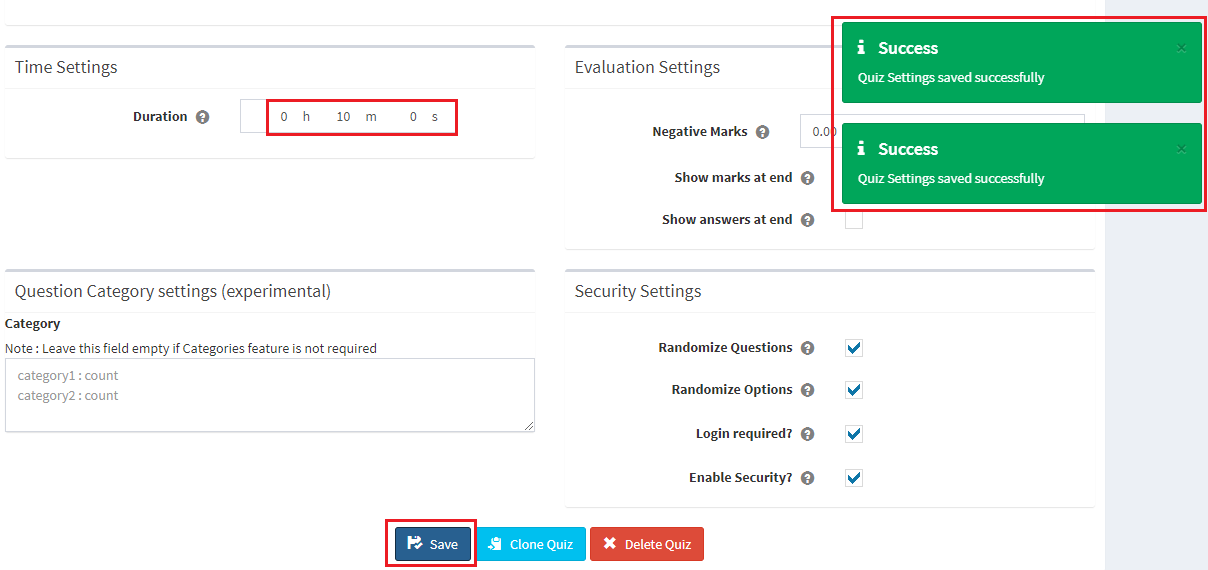 Time Settings
Duration ?
0 h 10 m 0 s
Evaluation Settings
Negative Marks ?
0.00
Show marks at end ?
Show answers at end ?
i Success ×
Quiz Settings saved successfully
i Success ×
Quiz Settings saved successfully
Question Category settings (experimental)
Category
Note : Leave this field empty if Categories feature is not required
category1 : count
category2 : count
Security Settings
Randomize Questions ?
Randomize Options ?
Login required? ?
Enable Security? ?
Save
Clone Quiz
Delete Quiz